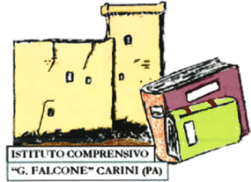 ISTITUTO COMPRENSIVO
"G. FALCONE" CARINI (PA)